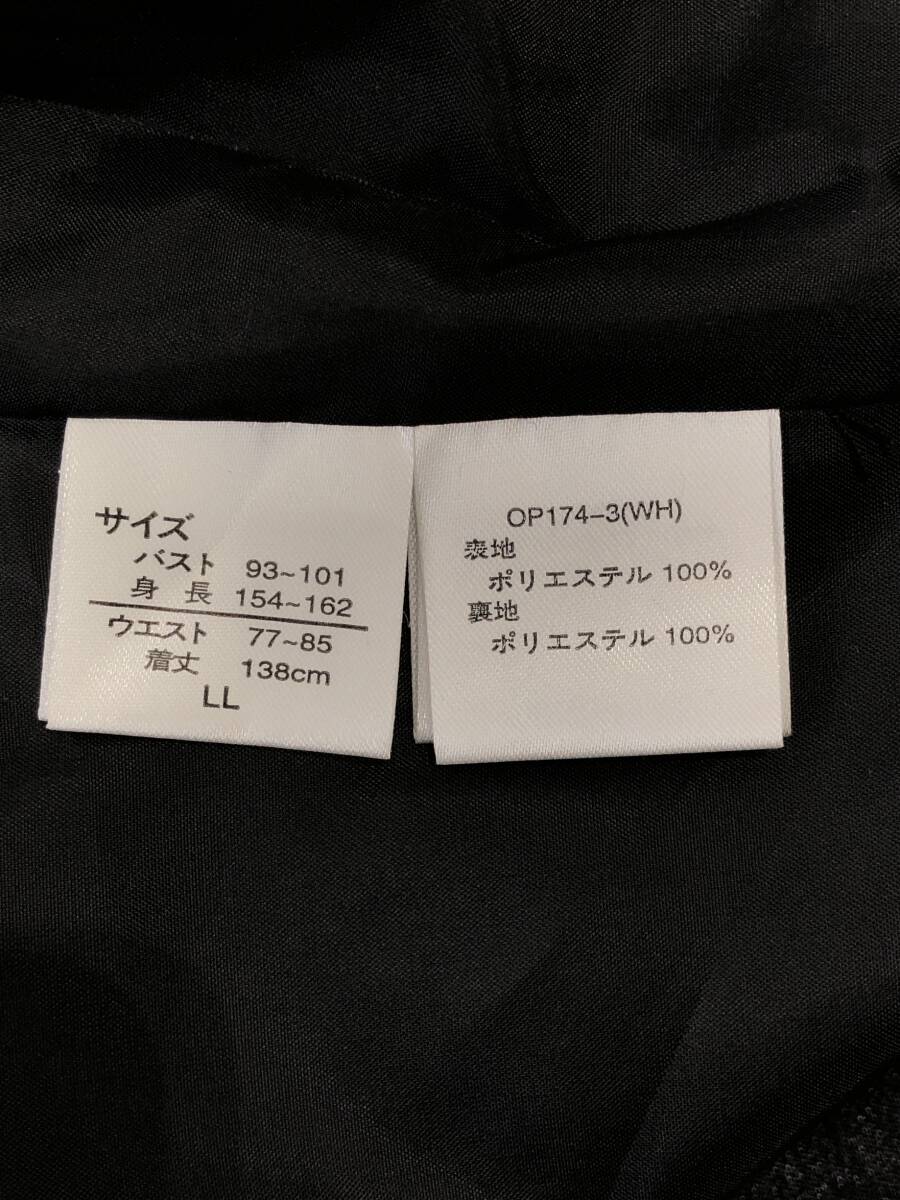 サイズ
バスト 93~101
身 長 154~162
ウエスト 77~85
着丈 138cm
LL
OP174-3(WH)
表地
ポリエステル 100%
裏地
ポリエステル 100%